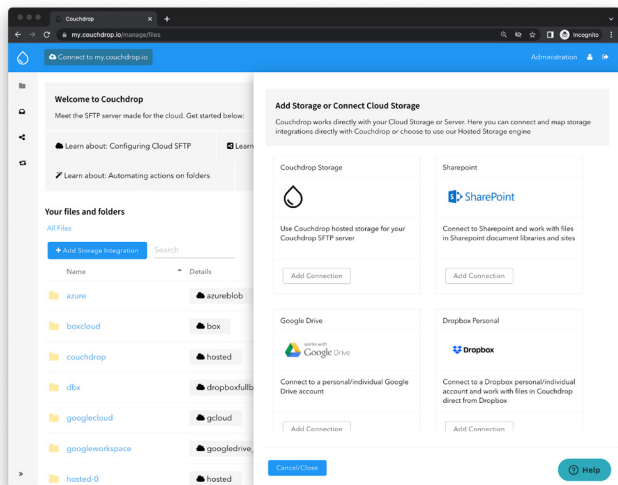 Couchdrop
my.couchdrop.io/manage/files
Incognito
Connect to my.couchdrop.io
Administration
Welcome to Couchdrop
Meet the SFTP server made for the cloud. Get started below:
Learn about: Configuring Cloud SFTP
Learn
Learn about: Automating actions on folders
Your files and folders
All Files
+ Add Storage Integration
Search
Name
Details
azure
azureblob
boxcloud
box
couchdrop
hosted
dbx
dropboxfullb
googlecloud
gcloud
googleworkspace
googledrive_
hosted-0
hosted
»
Add Storage or Connect Cloud Storage
Couchdrop works directly with your Cloud Storage or Server. Here you can connect and map storage
integrations directly with Couchdrop or choose to use our Hosted Storage engine
Couchdrop Storage
Use Couchdrop hosted storage for your
Couchdrop SFTP server
Add Connection
Sharepoint
SharePoint
Connect to Sharepoint and work with files
in Sharepoint document libraries and sites
Add Connection
Google Drive
works with
Google Drive
Connect to a personal/individual Google
Drive account
Add Connection
Dropbox Personal
Dropbox
Connect to a Dropbox personal/individual
account and work with files in Couchdrop
direct from Dropbox
Add Connection
Cancel/Close
Help